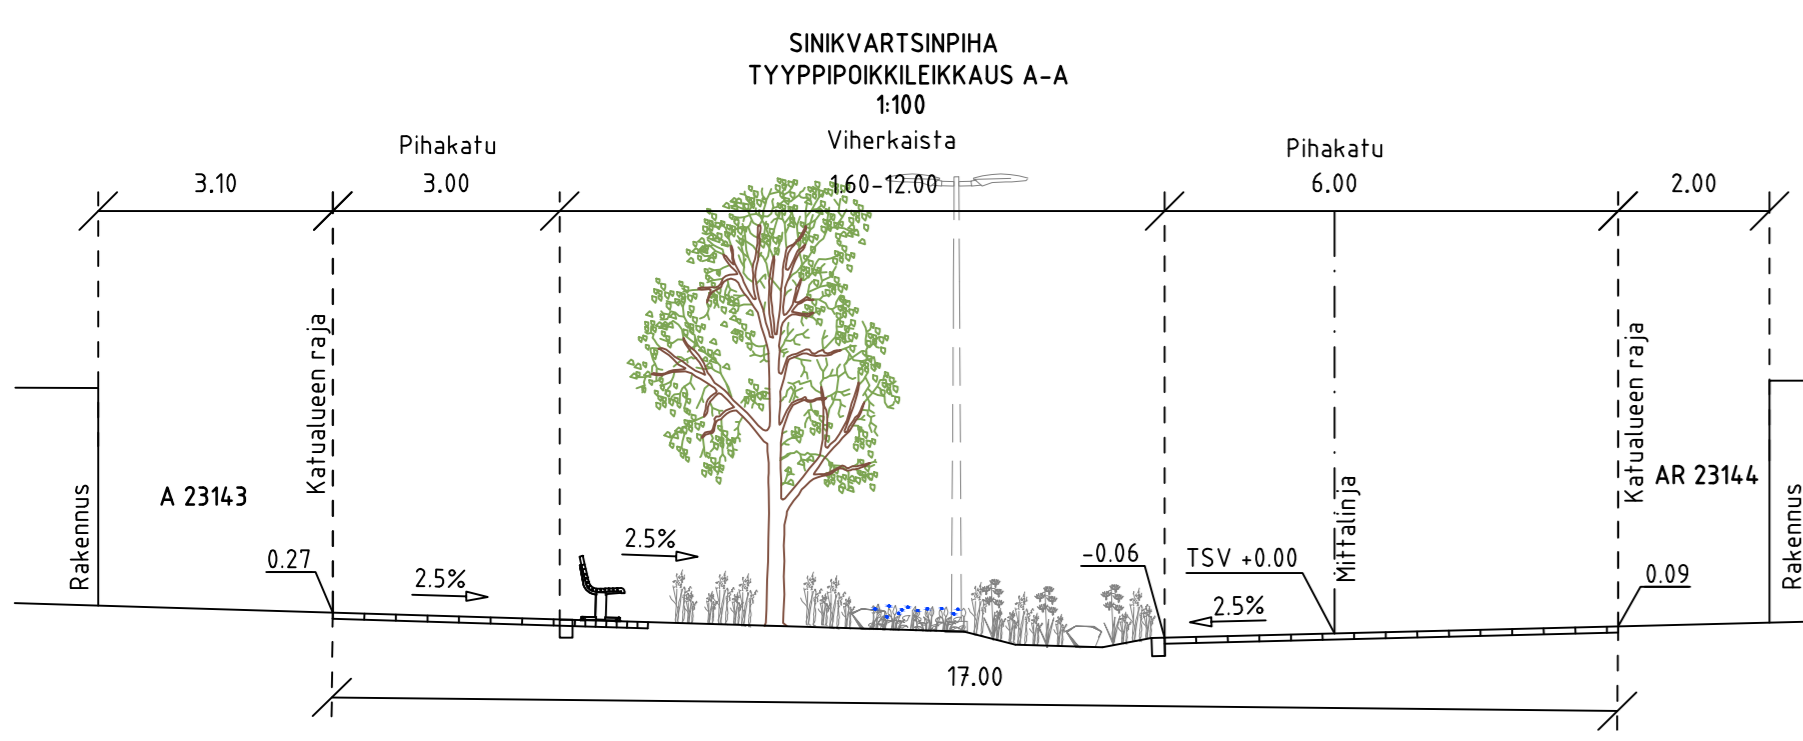 SINIKVARTSINPIHA
TYYPPIPOIKKILEIKKAUS A-A
1:100
Pihakatu
Viherkaista
Pihakatu
3.10
3.00
1.60-12.00
6.00
2.00
Katualueen raja
Katualueen raja
Rakennus
A 23143
AR 23144
Rakennus
Mittalinja
0.27
2.5%
2.5%
-0.06
TSV +0.00
2.5%
0.09
17.00